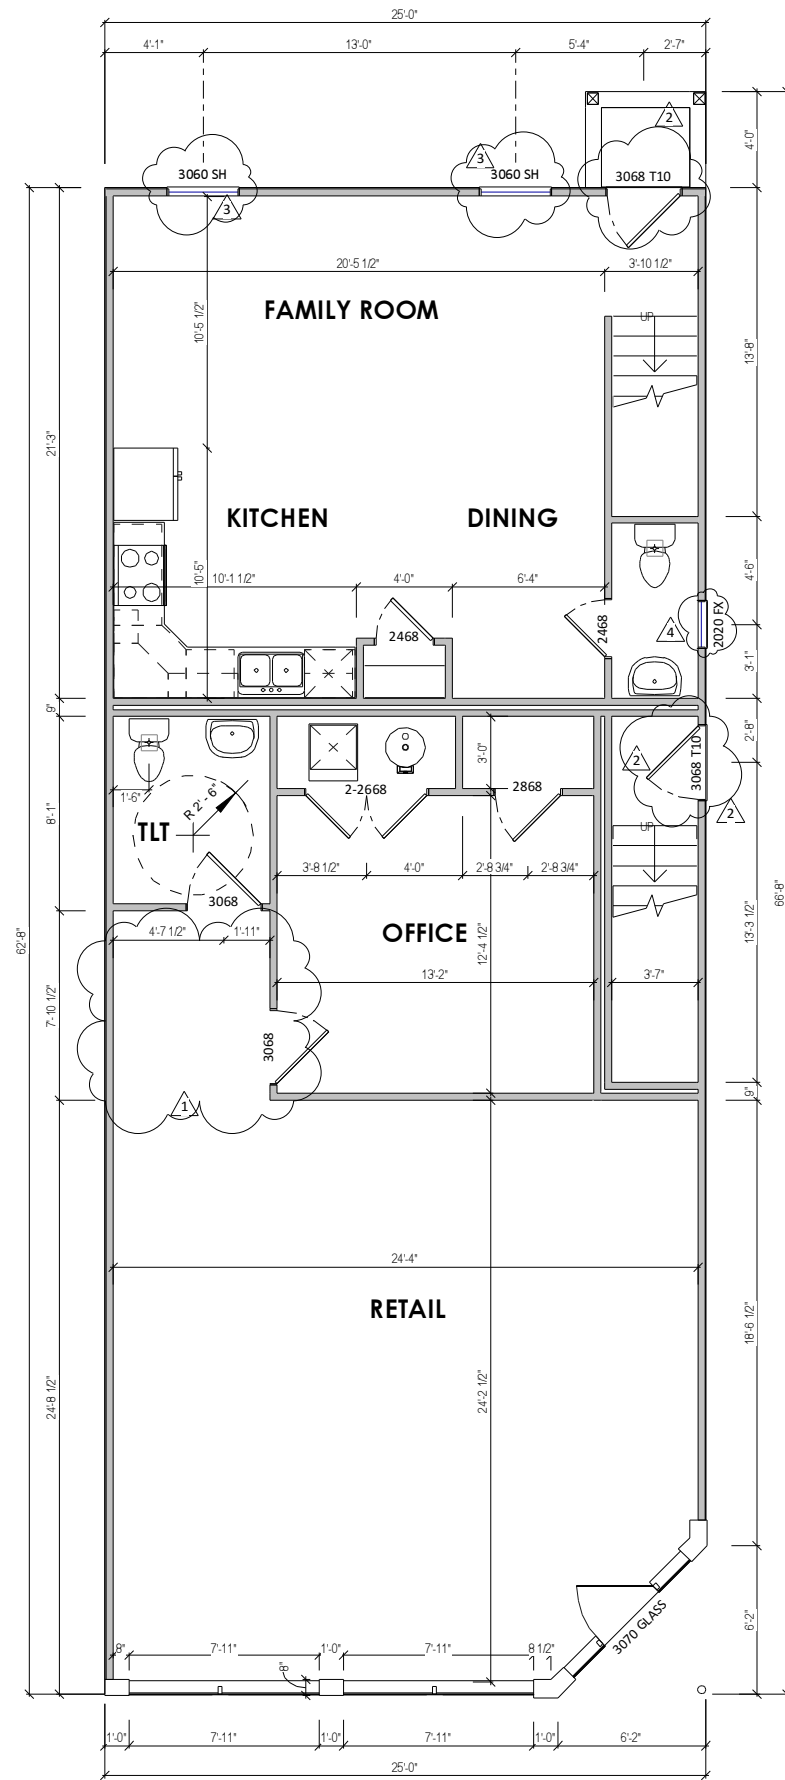 25'-0"
4'-1" 13'-0" 5'-4" 2'-7"
2
4'-0"
3060 SH 3 3060 SH 3068 T10
3
20'-5 1/2" 3'-10 1/2"
FAMILY ROOM
UP
10'-5 1/2"
13'-8"
21'-3"
KITCHEN DINING
10'-5"
10'-1 1/2" 4'-0" 6'-4"
4'-6"
2468 2468 4 2020 FX
3'-1"
9"
2'-8"
3'-0"
2 3068 T10
2-2668 2868
1'-6" R 2'-6"
2
8'-1"
TLT
UP
3'-8 1/2" 4'-0" 2'-8 3/4" 2'-8 3/4"
3068
66'-8"
OFFICE
4'-7 1/2" 1'-11"
12'-4 1/2"
13'-3 1/2"
62'-8"
13'-2" 3'-7"
7'-10 1/2"
3068
9"
1
24'-4"
RETAIL
18'-6 1/2"
24'-8 1/2"
24'-2 1/2"
3070 GLASS
6'-2"
8" 7'-11" 1'-0" 7'-11" 8 1/2"
8"
1'-0" 7'-11" 1'-0" 7'-11" 1'-0" 6'-2"
25'-0"